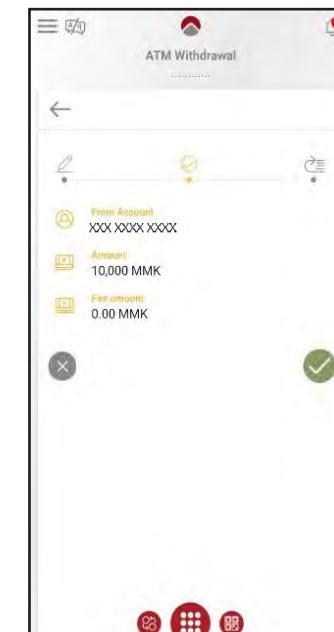 ATM Withdrawal
From Account
XXX XXXX XXXX
Amount
10,000 MMK
Fee amount
0.00 MMK